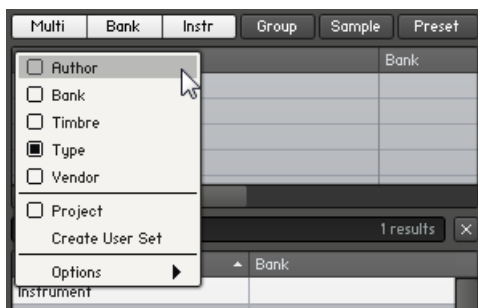 Multi Bank Instr Group Sample Preset
Bank
Author
Bank
Timbre
Type
Vendor
Project
Create User Set
1 results
Options
Bank
Instrument